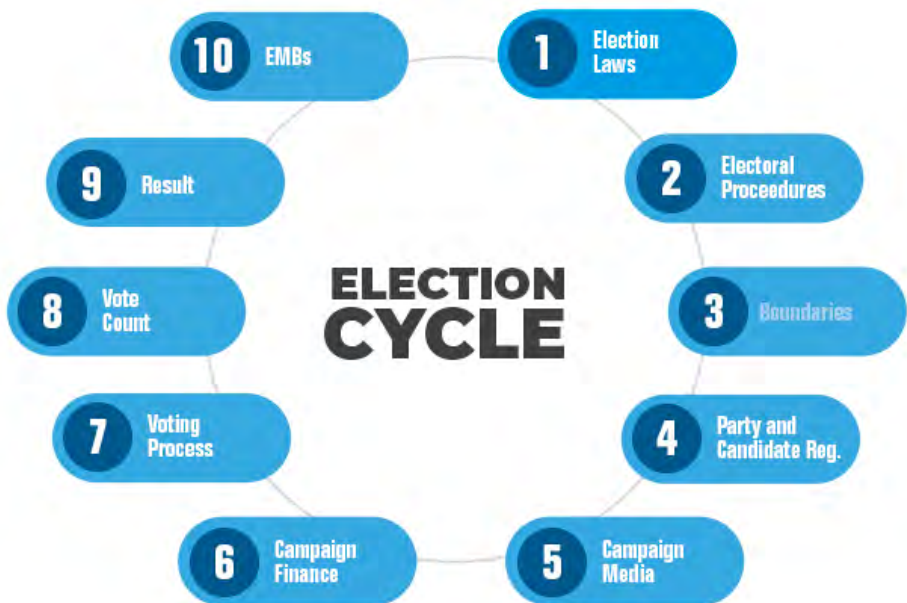 ELECTION
CYCLE
1
Election
Laws
2
Electoral
Proceedures
3
Boundaries
4
Party and
Candidate Reg.
5
Campaign
Media
6
Campaign
Finance
7
Voting
Process
8
Vote
Count
9
Result
10
EMBs